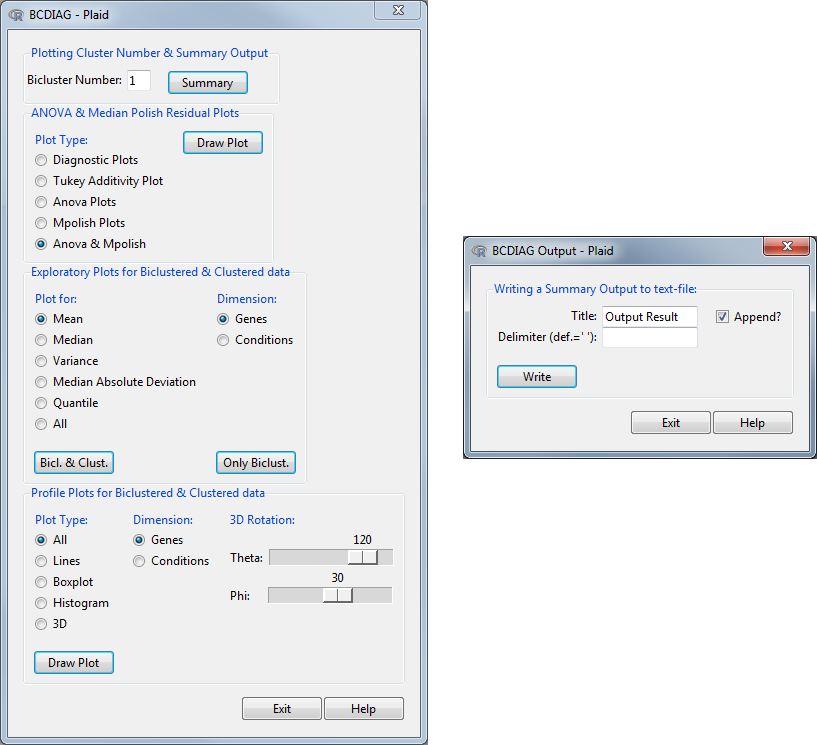 BCDIAG - Plaid
Plotting Cluster Number & Summary Output
Bicluster Number: 1 Summary
ANOVA & Median Polish Residual Plots
Plot Type: Draw Plot
Diagnostic Plots
Tukey Additivity Plot
Anova Plots
Mpolish Plots
Anova & Mpolish
Exploratory Plots for Biclustered & Clustered data
Plot for: Dimension:
Mean Genes
Median Conditions
Variance
Median Absolute Deviation
Quantile
All
Bicl. & Clust. Only Biclust.
Profile Plots for Biclustered & Clustered data
Plot Type: Dimension: 3D Rotation:
All Genes 120
Lines Conditions Theta:
Boxplot 30
Histogram Phi:
3D
Draw Plot
Exit Help
BCDIAG Output - Plaid
Writing a Summary Output to text-file:
Title: Output Result Append?
Delimiter (def.=' '):
Write
Exit Help